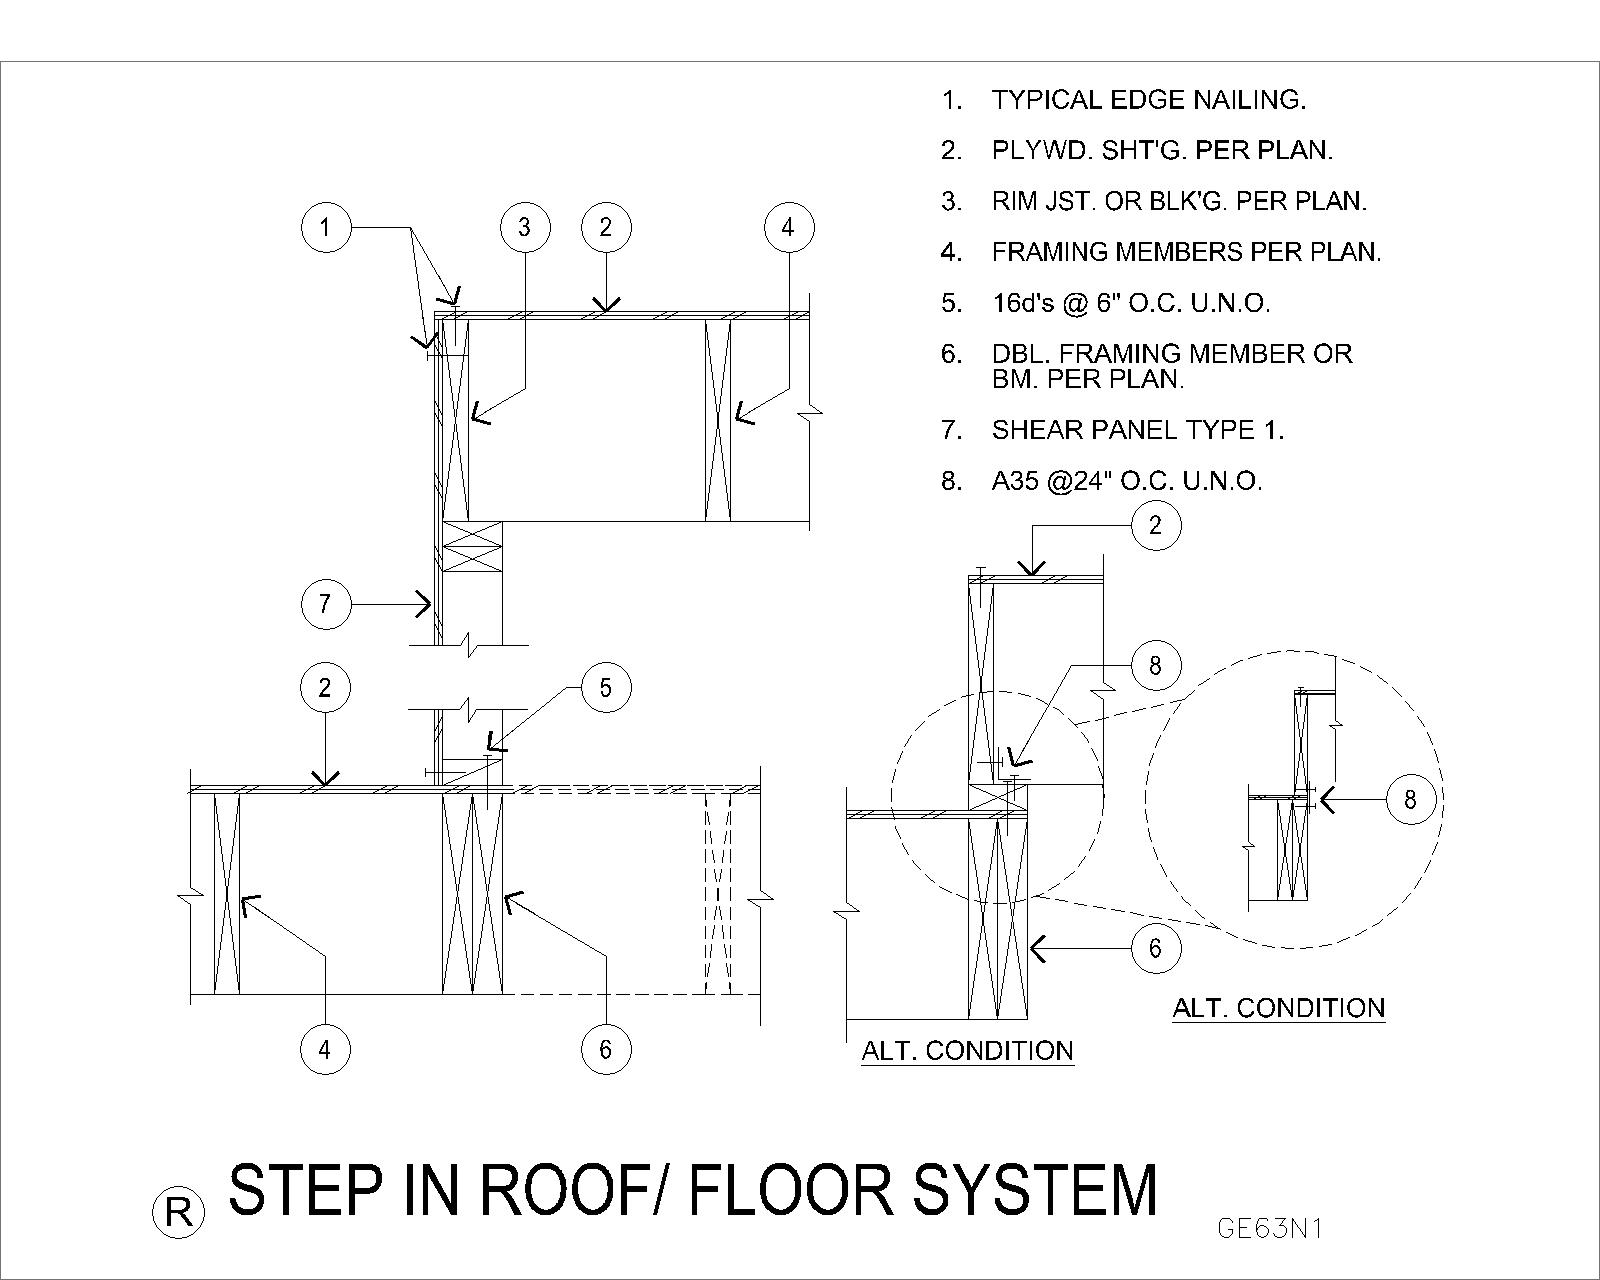 1. TYPICAL EDGE NAILING.
2. PLYWD. SHT'G. PER PLAN.
3. RIM JST. OR BLK'G. PER PLAN.
4. FRAMING MEMBERS PER PLAN.
5. 16d's @ 6" O.C. U.N.O.
6. DBL. FRAMING MEMBER OR
BM. PER PLAN.
7. SHEAR PANEL TYPE 1.
8. A35 @24" O.C. U.N.O.
1 3 2 4
2
7
8
2 5
8
6
4 6
ALT. CONDITION
ALT. CONDITION
R STEP IN ROOF/ FLOOR SYSTEM
GE63N1